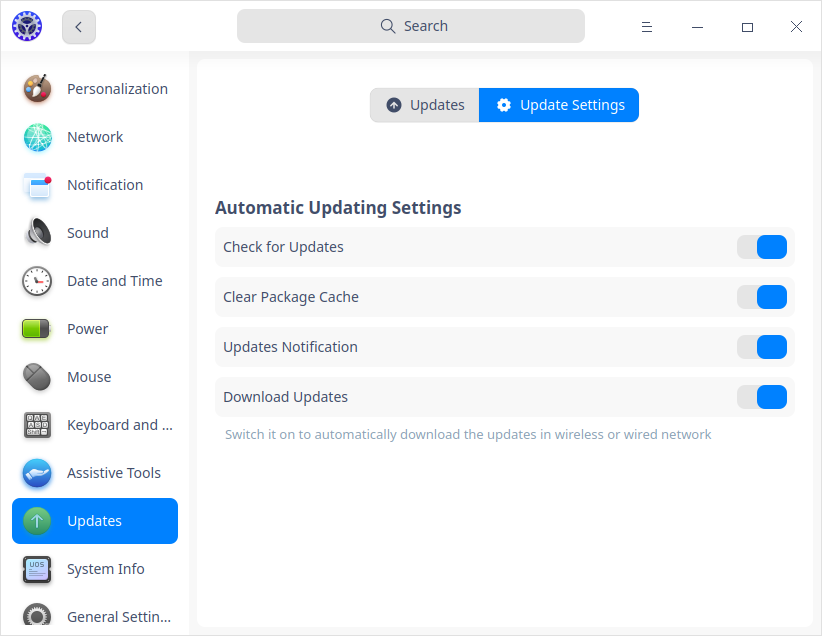 Search
Personalization
Network
Notification
Sound
Date and Time
Power
Mouse
Keyboard and ...
Assistive Tools
Updates
UOS
System Info
General Settin...
Updates
Update Settings
Automatic Updating Settings
Check for Updates
Clear Package Cache
Updates Notification
Download Updates
Switch it on to automatically download the updates in wireless or wired network